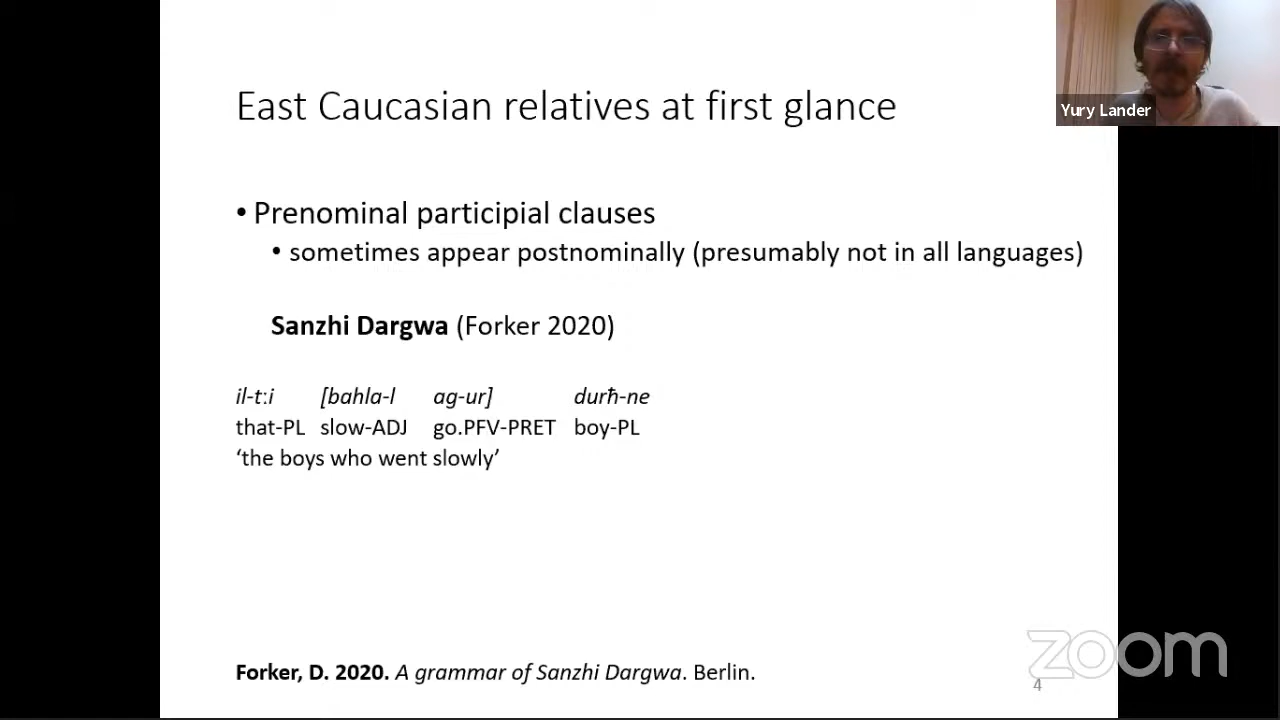 East Caucasian relatives at first glance
Yury Lander
• Prenominal participial clauses
• sometimes appear postnominally (presumably not in all languages)
Sanzhi Dargwa (Forker 2020)
il-tːi [bahla-l ag-ur] durħ-ne
that-PL slow-ADJ go.PFV-PRET boy-PL
‘the boys who went slowly’
Forker, D. 2020. A grammar of Sanzhi Dargwa. Berlin.
zoom
4